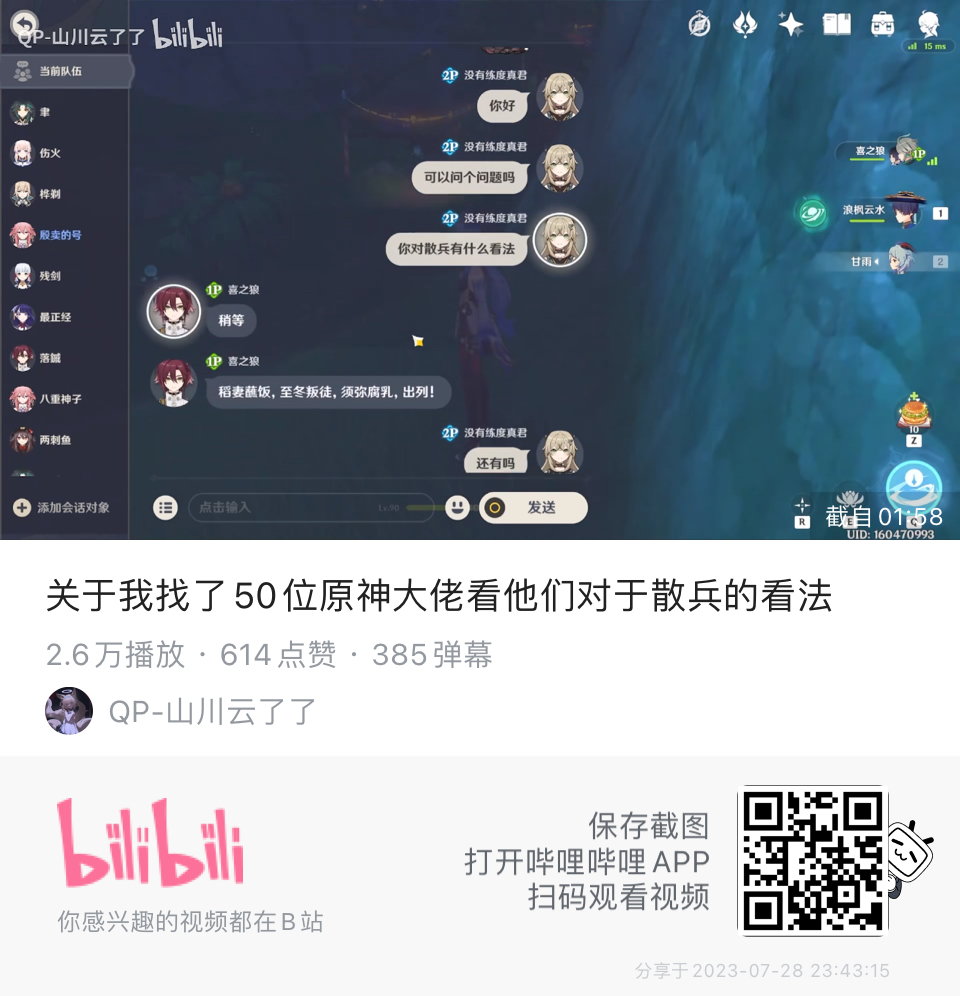 QP-山川云了了 bilibili
15 ms
当前队伍
聿
伤火
桦剃
殷卖的号
残剑
最正经
落鹹
八重神子
两刺鱼
添加会话对象
2P 没有练度真君
你好
2P 没有练度真君
可以问个问题吗
2P 没有练度真君
你对散兵有什么看法
1P 喜之狼
稍等
1P 喜之狼
稻妻蘸饭，至冬叛徒，须弥腐乳，出列！
2P 没有练度真君
还有吗
点击输入
Lv.90
发送
喜之狼 1P
浪枫云水 1
甘雨 2
10
Z
R
E
Q
截自 01:58
UID: 160470993
关于我找了50位原神大佬看他们对于散兵的看法
2.6万播放 · 614点赞 · 385弹幕
QP-山川云了了
bilibili
你感兴趣的视频都在B站
保存截图
打开哔哩哔哩APP
扫码观看视频
分享于2023-07-28 23:43:15